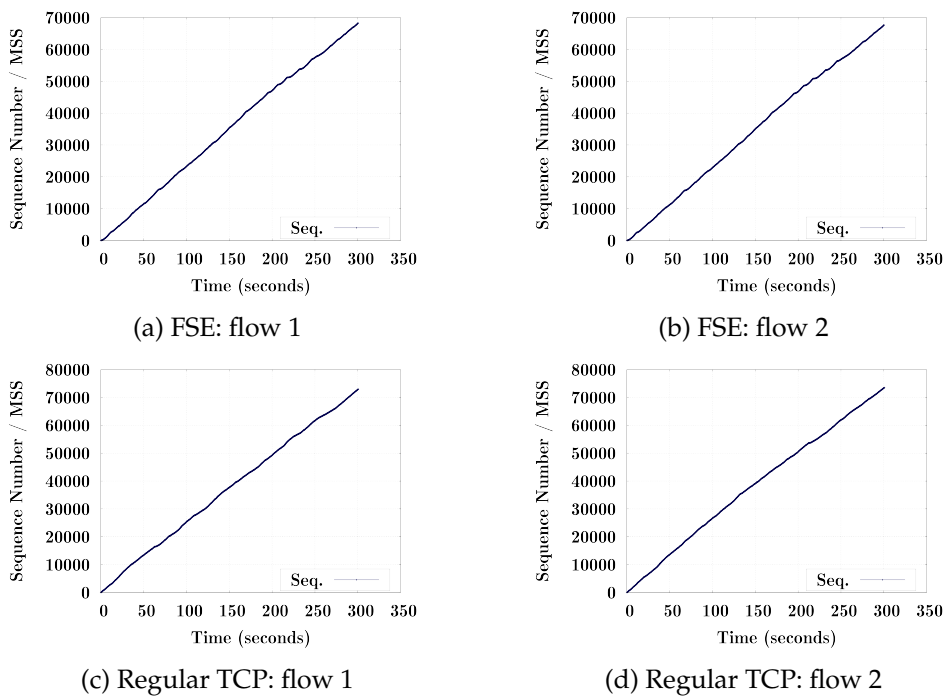 70000
60000
50000
40000
30000
20000
10000
0
Sequence Number / MSS
Seq.
0 50 100 150 200 250 300 350
Time (seconds)
(a) FSE: flow 1
70000
60000
50000
40000
30000
20000
10000
0
Sequence Number / MSS
Seq.
0 50 100 150 200 250 300 350
Time (seconds)
(b) FSE: flow 2
80000
70000
60000
50000
40000
30000
20000
10000
0
Sequence Number / MSS
Seq.
0 50 100 150 200 250 300 350
Time (seconds)
(c) Regular TCP: flow 1
80000
70000
60000
50000
40000
30000
20000
10000
0
Sequence Number / MSS
Seq.
0 50 100 150 200 250 300 350
Time (seconds)
(d) Regular TCP: flow 2